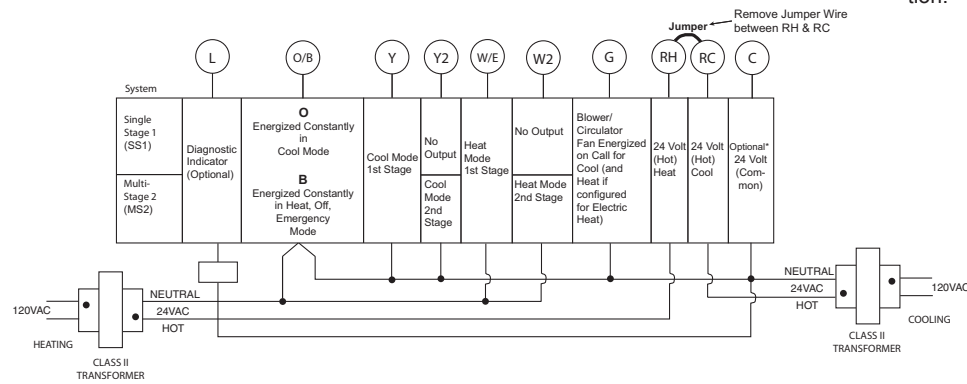 tion.
Remove Jumper Wire
between RH & RC
Jumper
L
O/B
Y
Y2
W/E
W2
G
RH
RC
C
System
Single
Stage 1
(SS1)
Multi-
Stage 2
(MS2)
Diagnostic
Indicator
(Optional)
O
Energized Constantly
in
Cool Mode
B
Energized Constantly
in Heat, Off,
Emergency
Mode
Cool Mode
1st Stage
No
Output
Cool
Mode
2nd
Stage
Heat
Mode
1st Stage
No Output
Heat Mode
2nd Stage
Blower/
Circulator
Fan Energized
on Call for
Cool (and
Heat if
configured
for Electric
Heat)
24 Volt
(Hot)
Heat
24 Volt
(Hot)
Cool
Optional*
24 Volt
(Com-
mon)
120VAC
NEUTRAL
24VAC
HOT
HEATING
CLASS II
TRANSFORMER
NEUTRAL
24VAC
HOT
120VAC
COOLING
CLASS II
TRANSFORMER